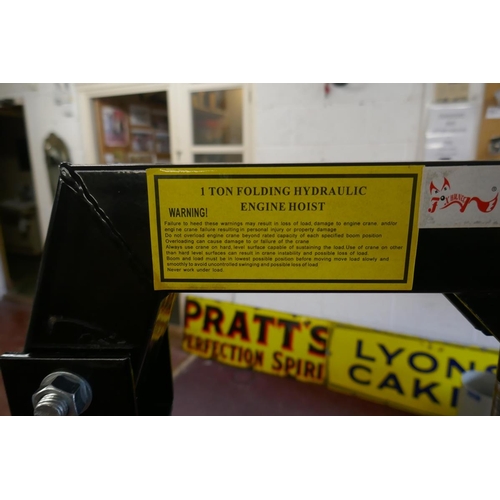 1 TON FOLDING HYDRAULIC
ENGINE HOIST
WARNING!
Failure to heed these warnings may result in loss of load, damage to engine crane, and/or
engine crane failure resulting in personal injury or property damage.
Do not overload engine crane beyond rated capacity of each specified boom position
Overloading can cause damage to or failure of the crane
Always use crane on hard, level surface capable of sustaining the load.Use of crane on other
than hard level surfaces can result in crane instability and possible loss of load.
Boom and load must be in lowest possible position before moving move load slowly and
smoothly to avoid uncontrolled swinging and possible loss of load.
Never work under load.
PRATT'S
PERFECTION SPIRI
LYONS
CAK